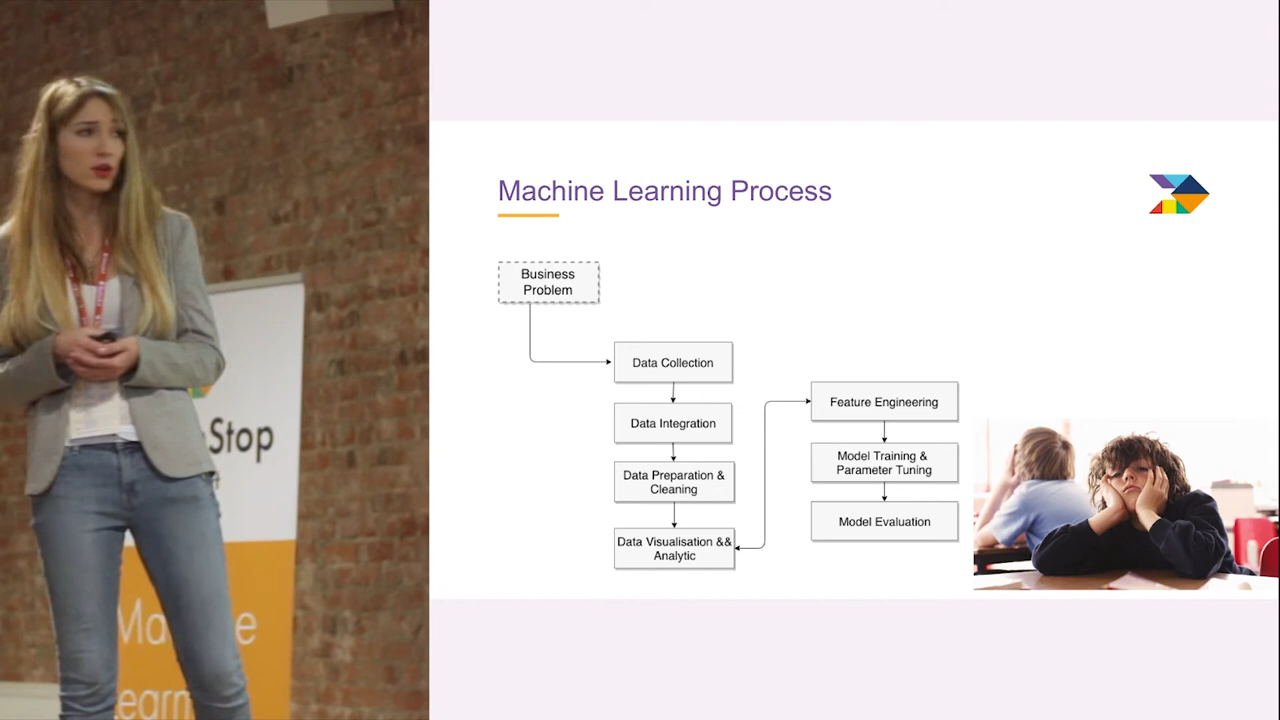 Machine Learning Process
Business
Problem
Data Collection
Data Integration
Data Preparation &
Cleaning
Data Visualisation &&
Analytic
Feature Engineering
Model Training &
Parameter Tuning
Model Evaluation
Stop